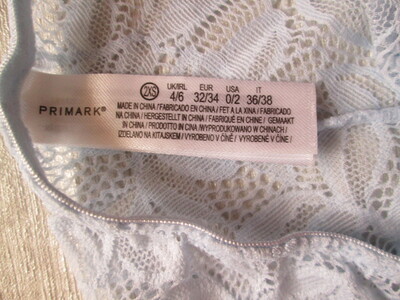 PRIMARK®
2XS UK/IRL EUR USA IT
4/6 32/34 0/2 36/38
MADE IN CHINA / FABRICADO EN CHINA / FET A LA XINA / FABRICADO
NA CHINA / HERGESTELLT IN CHINA / FABRIQUÉ EN CHINE / GEMAAKT
IN CHINA / PRODOTTO IN CINA /WYPRODUKOWANO W CHINACH /
IZDELANO NA KITAJSKEM / VYROBENO V ČÍNĚ / VYROBENÉ V ČÍNE /